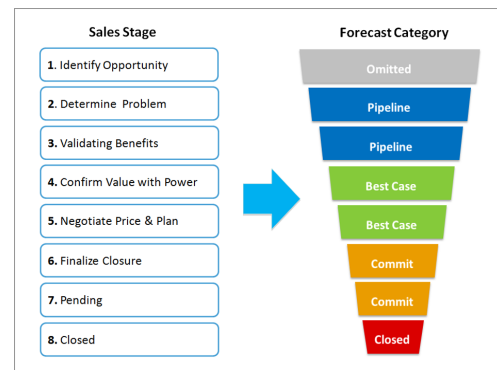 Sales Stage
Forecast Category
1. Identify Opportunity
Omitted
2. Determine Problem
Pipeline
3. Validating Benefits
Pipeline
4. Confirm Value with Power
Best Case
5. Negotiate Price & Plan
Best Case
6. Finalize Closure
Commit
7. Pending
Commit
8. Closed
Closed